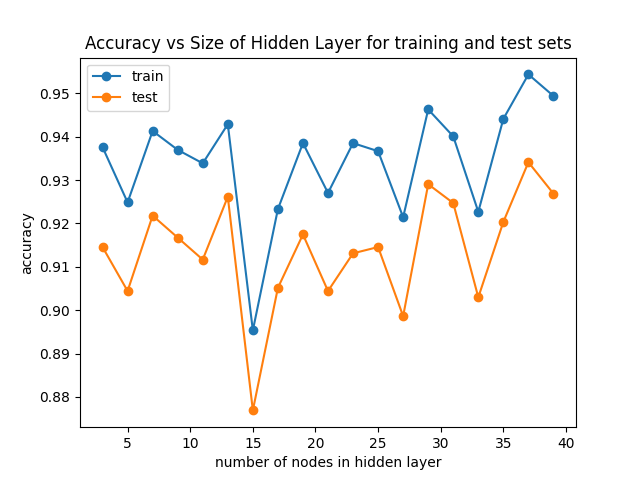 Accuracy vs Size of Hidden Layer for training and test sets
train
test
0.95
0.94
0.93
0.92
0.91
0.90
0.89
0.88
accuracy
5 10 15 20 25 30 35 40
number of nodes in hidden layer